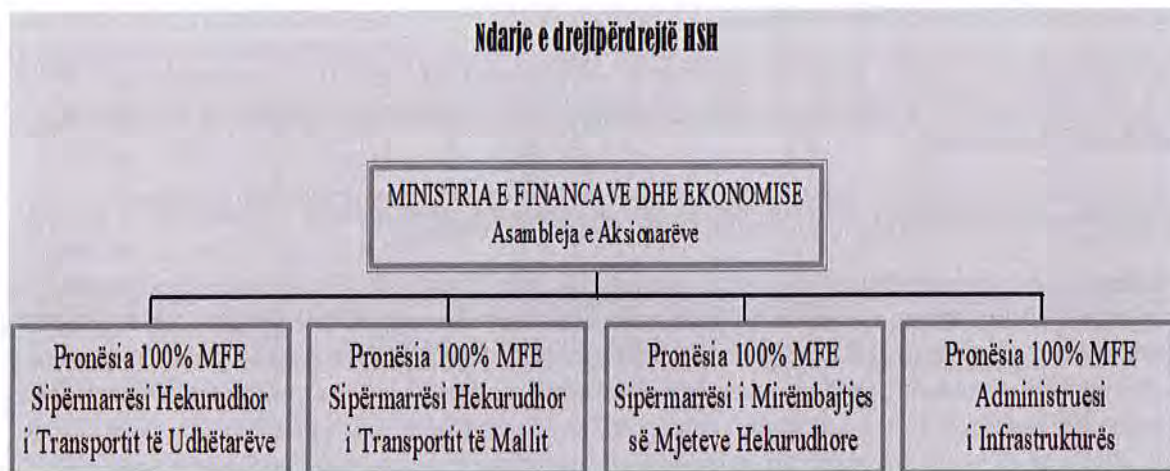 Ndarje e drejtpërdrejtë HSH
MINISTRIA E FINANCAVE DHE EKONOMISE
Asambleja e Aksionarëve
Pronësia 100% MFE
Sipërmarrësi Hekurudhor
i Transportit të Udhëtarëve
Pronësia 100% MFE
Sipërmarrësi Hekurudhor
i Transportit të Mallit
Pronësia 100% MFE
Sipërmarrësi i Mirëmbajtjes
së Mjeteve Hekurudhore
Pronësia 100% MFE
Administruesi
i Infrastrukturës